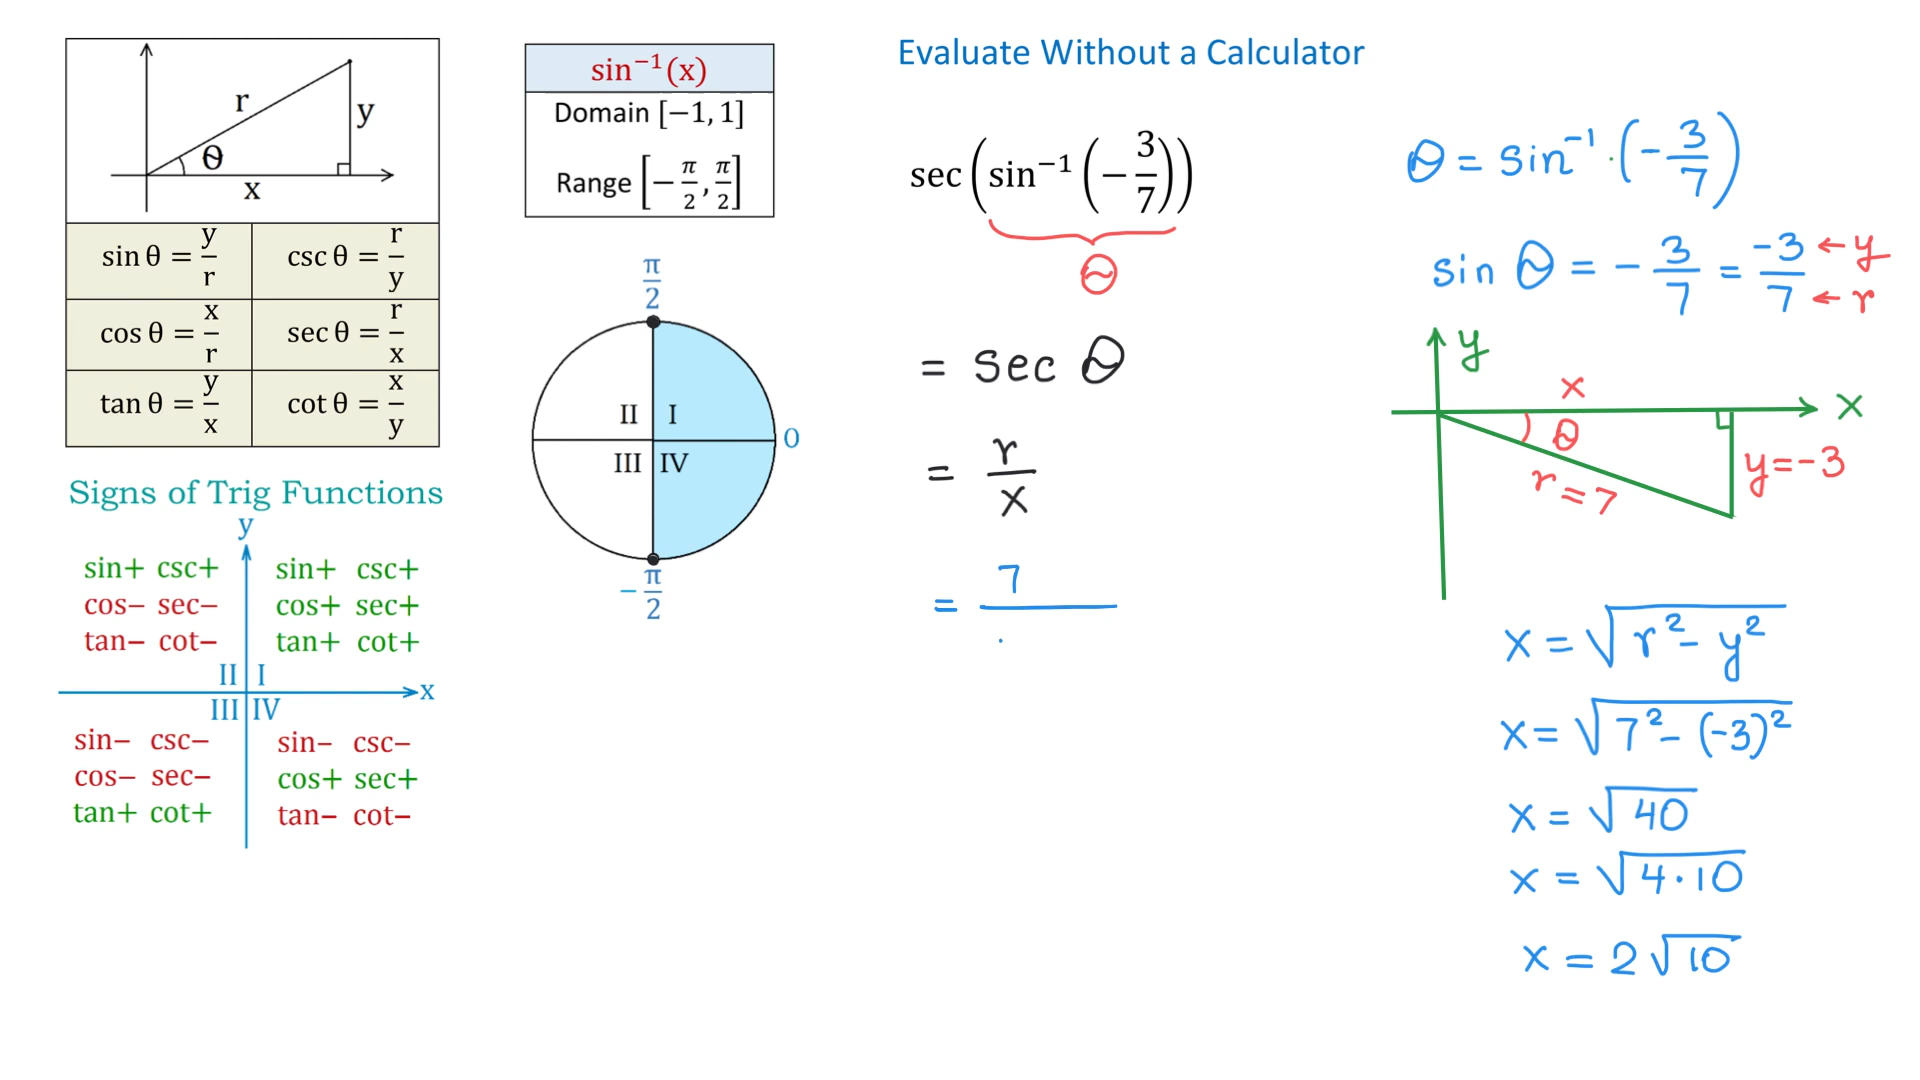 r
y
θ
x
sin θ = y/r
csc θ = r/y
cos θ = x/r
sec θ = r/x
tan θ = y/x
cot θ = x/y
Signs of Trig Functions
y
sin+ csc+
cos− sec−
tan− cot−
sin+ csc+
cos+ sec+
tan+ cot+
II I
x
III IV
sin− csc−
cos− sec−
tan+ cot+
sin− csc−
cos+ sec+
tan− cot−
sin⁻¹(x)
Domain [−1, 1]
Range [−π/2, π/2]
π/2
II I
0
III IV
−π/2
Evaluate Without a Calculator
sec(sin⁻¹(−3/7))
θ
= sec θ
= r/x
= 7/
θ = sin⁻¹(−3/7)
sin θ = −3/7 = −3/7 ← y ← r
y
x
x
θ
y=−3
r=7
x = √(r² − y²)
x = √(7² − (−3)²)
x = √40
x = √(4·10)
x = 2√10